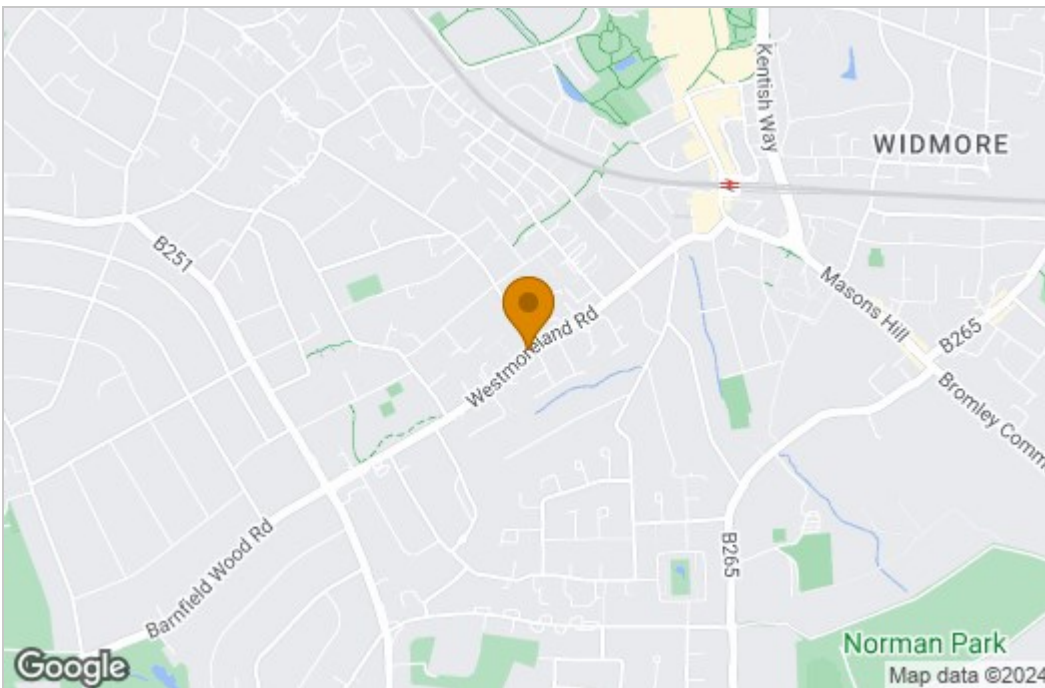 Kentish Way
WIDMORE
B251
Masons Hill
Westmoreland Rd
B265
Bromley Comm
B265
Barnfield Wood Rd
Norman Park
Google
Map data ©2024